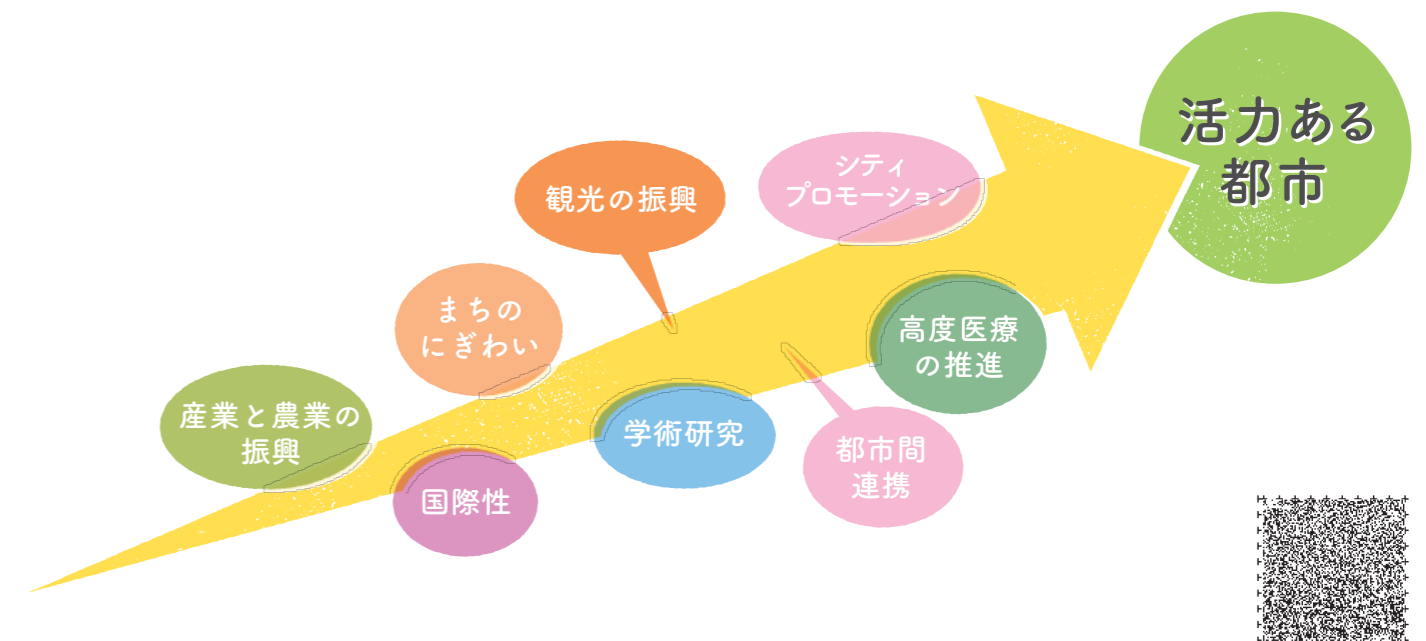 活力ある
都市
シティ
プロモーション
観光の振興
まちの
にぎわい
高度医療
の推進
産業と農業の
振興
学術研究
都市間
連携
国際性